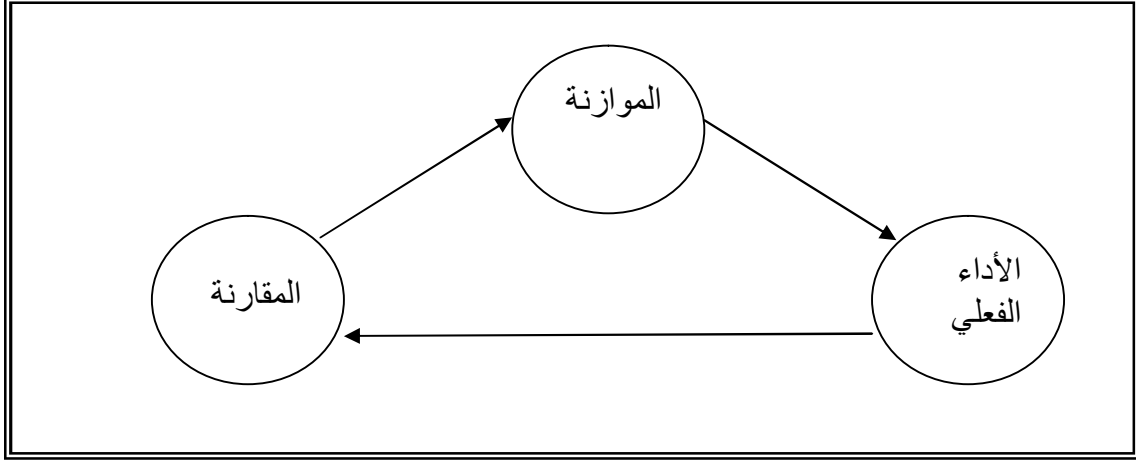 الموازنة
الأداء
الفعلي
المقارنة